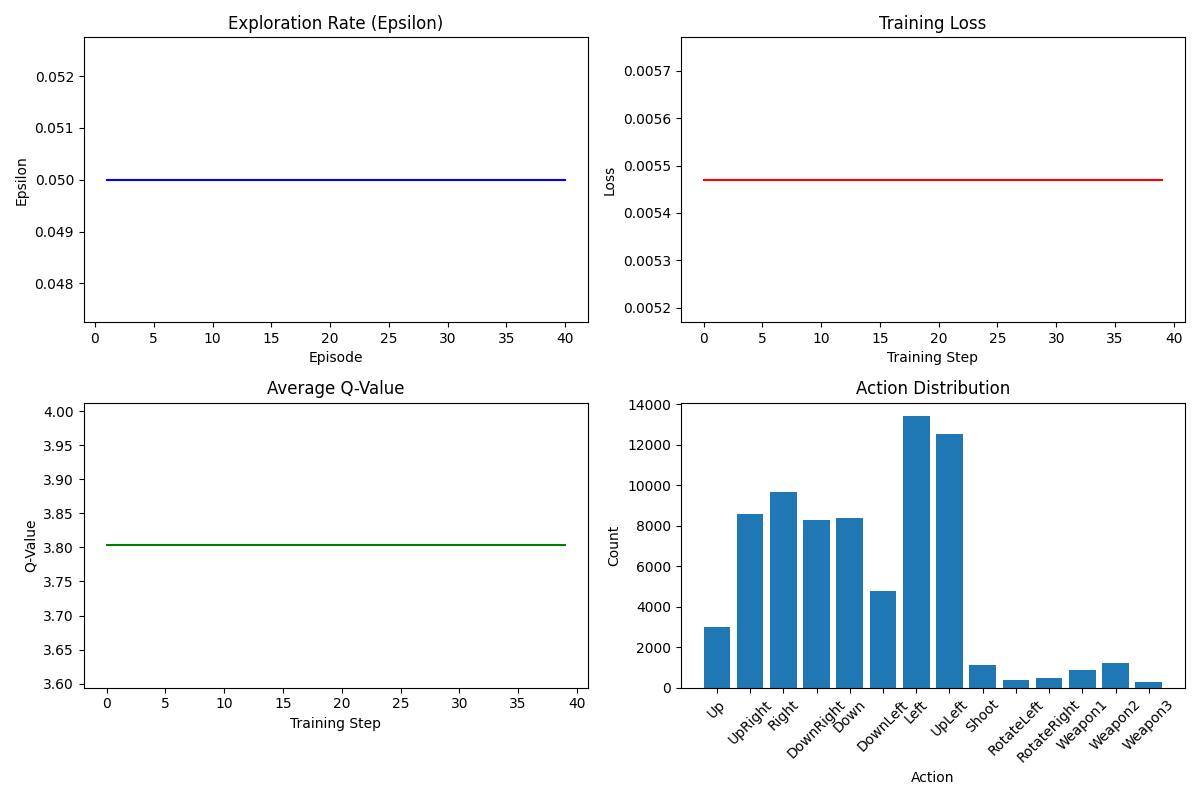 Exploration Rate (Epsilon)
0.052
0.051
0.050
0.049
0.048
Epsilon
0 5 10 15 20 25 30 35 40
Episode
Training Loss
0.0057
0.0056
0.0055
0.0054
0.0053
0.0052
Loss
0 5 10 15 20 25 30 35 40
Training Step
Average Q-Value
4.00
3.95
3.90
3.85
3.80
3.75
3.70
3.65
3.60
Q-Value
0 5 10 15 20 25 30 35 40
Training Step
Action Distribution
14000
12000
10000
8000
6000
4000
2000
0
Count
Up
UpRight
Right
DownRight
Down
DownLeft
Left
UpLeft
Shoot
RotateLeft
RotateRight
Weapon1
Weapon2
Weapon3
Action